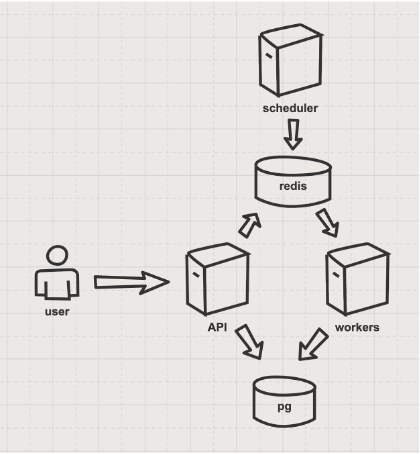 scheduler
redis
user
API
workers
pg